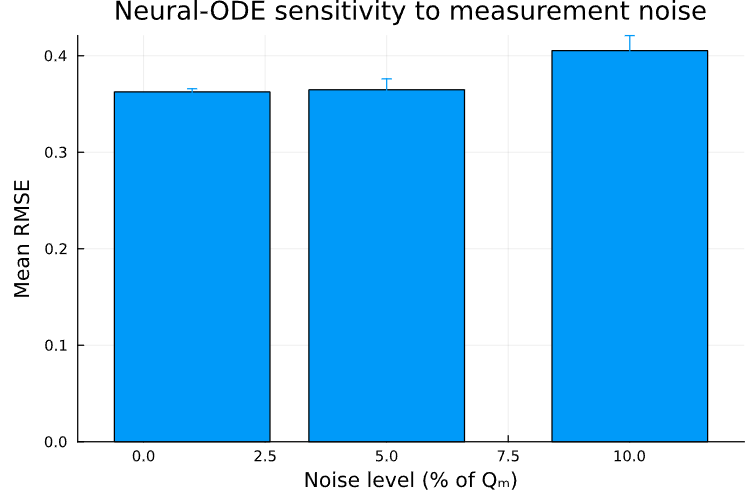 Neural-ODE sensitivity to measurement noise
Mean RMSE
0.4
0.3
0.2
0.1
0.0
0.0 2.5 5.0 7.5 10.0
Noise level (% of Qₘ)